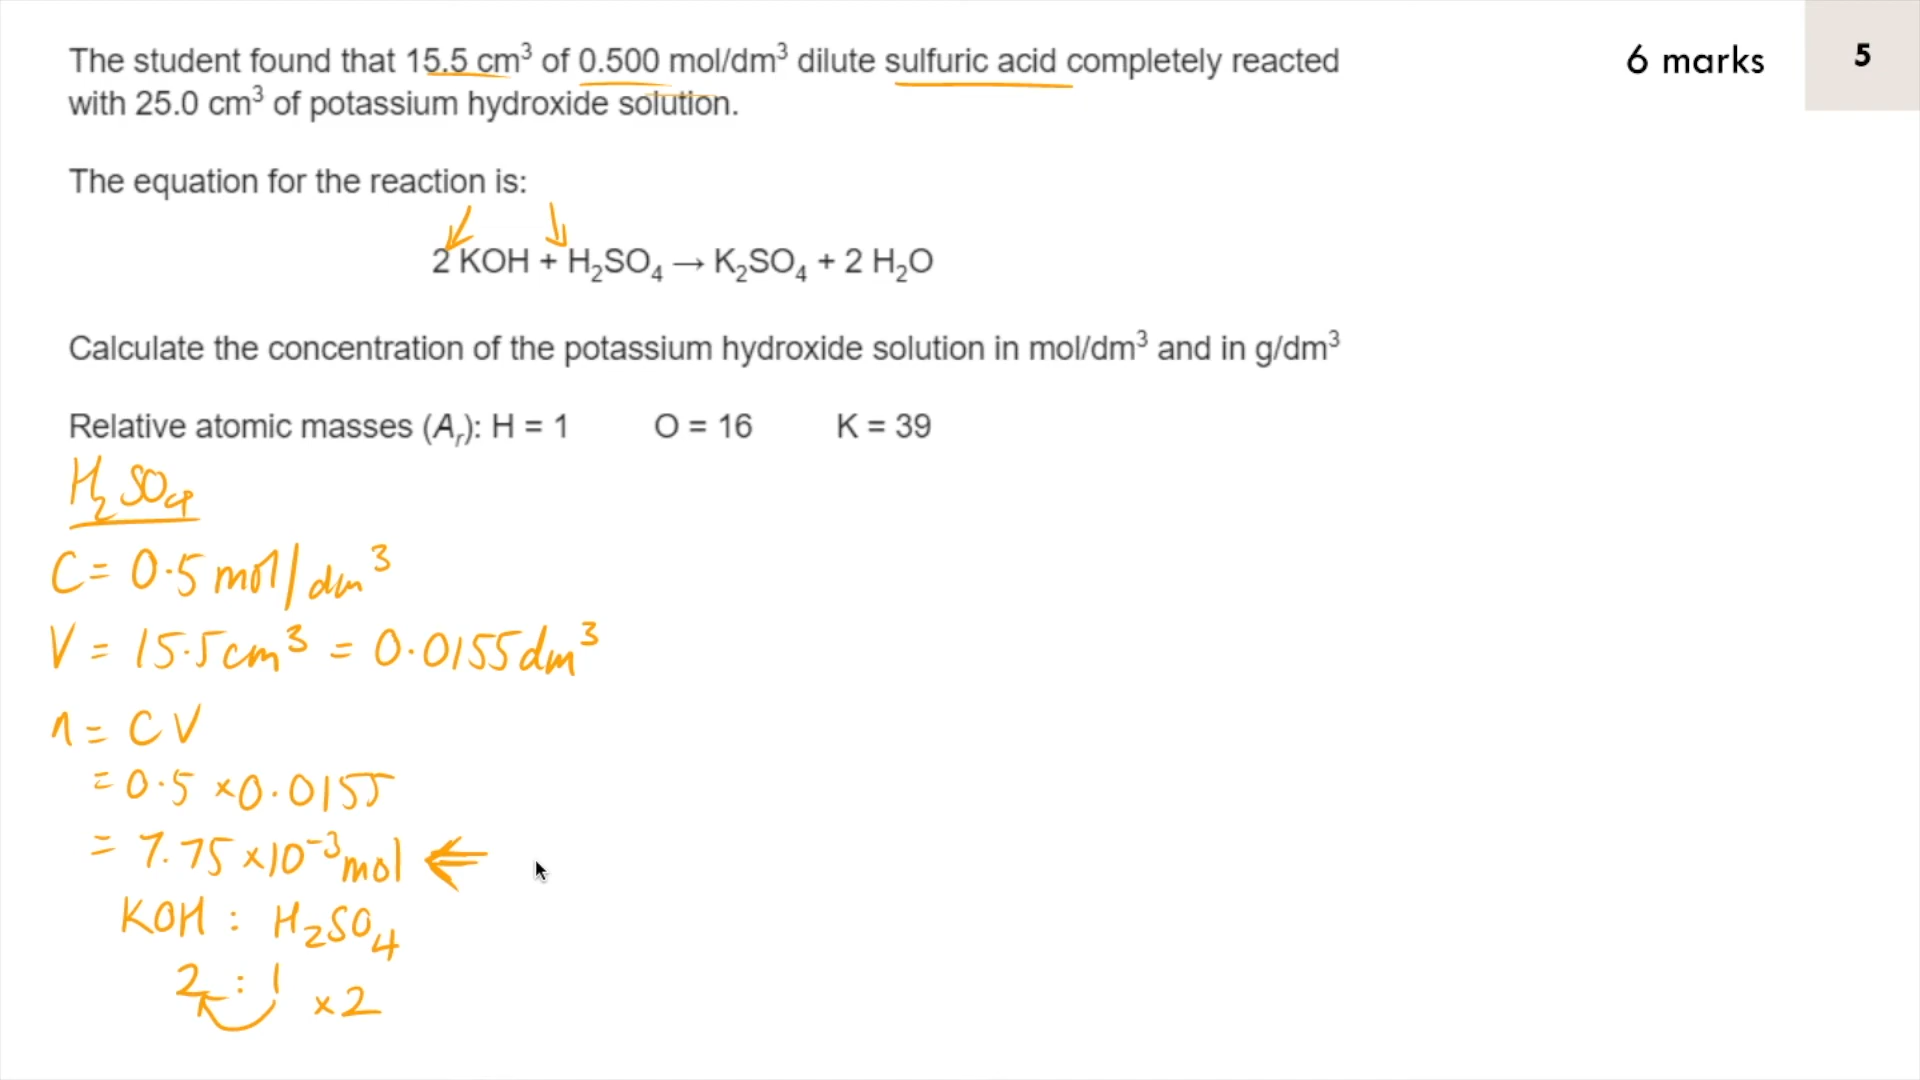 The student found that 15.5 cm³ of 0.500 mol/dm³ dilute sulfuric acid completely reacted
with 25.0 cm³ of potassium hydroxide solution.
6 marks
5
The equation for the reaction is:
2 KOH + H₂SO₄ → K₂SO₄ + 2 H₂O
Calculate the concentration of the potassium hydroxide solution in mol/dm³ and in g/dm³
Relative atomic masses (Aᵣ): H = 1 O = 16 K = 39
H₂SO₄
C = 0.5 mol/dm³
V = 15.5cm³ = 0.0155dm³
n = CV
= 0.5 × 0.0155
= 7.75 × 10⁻³ mol ⇐
KOH : H₂SO₄
2 : 1 ×2